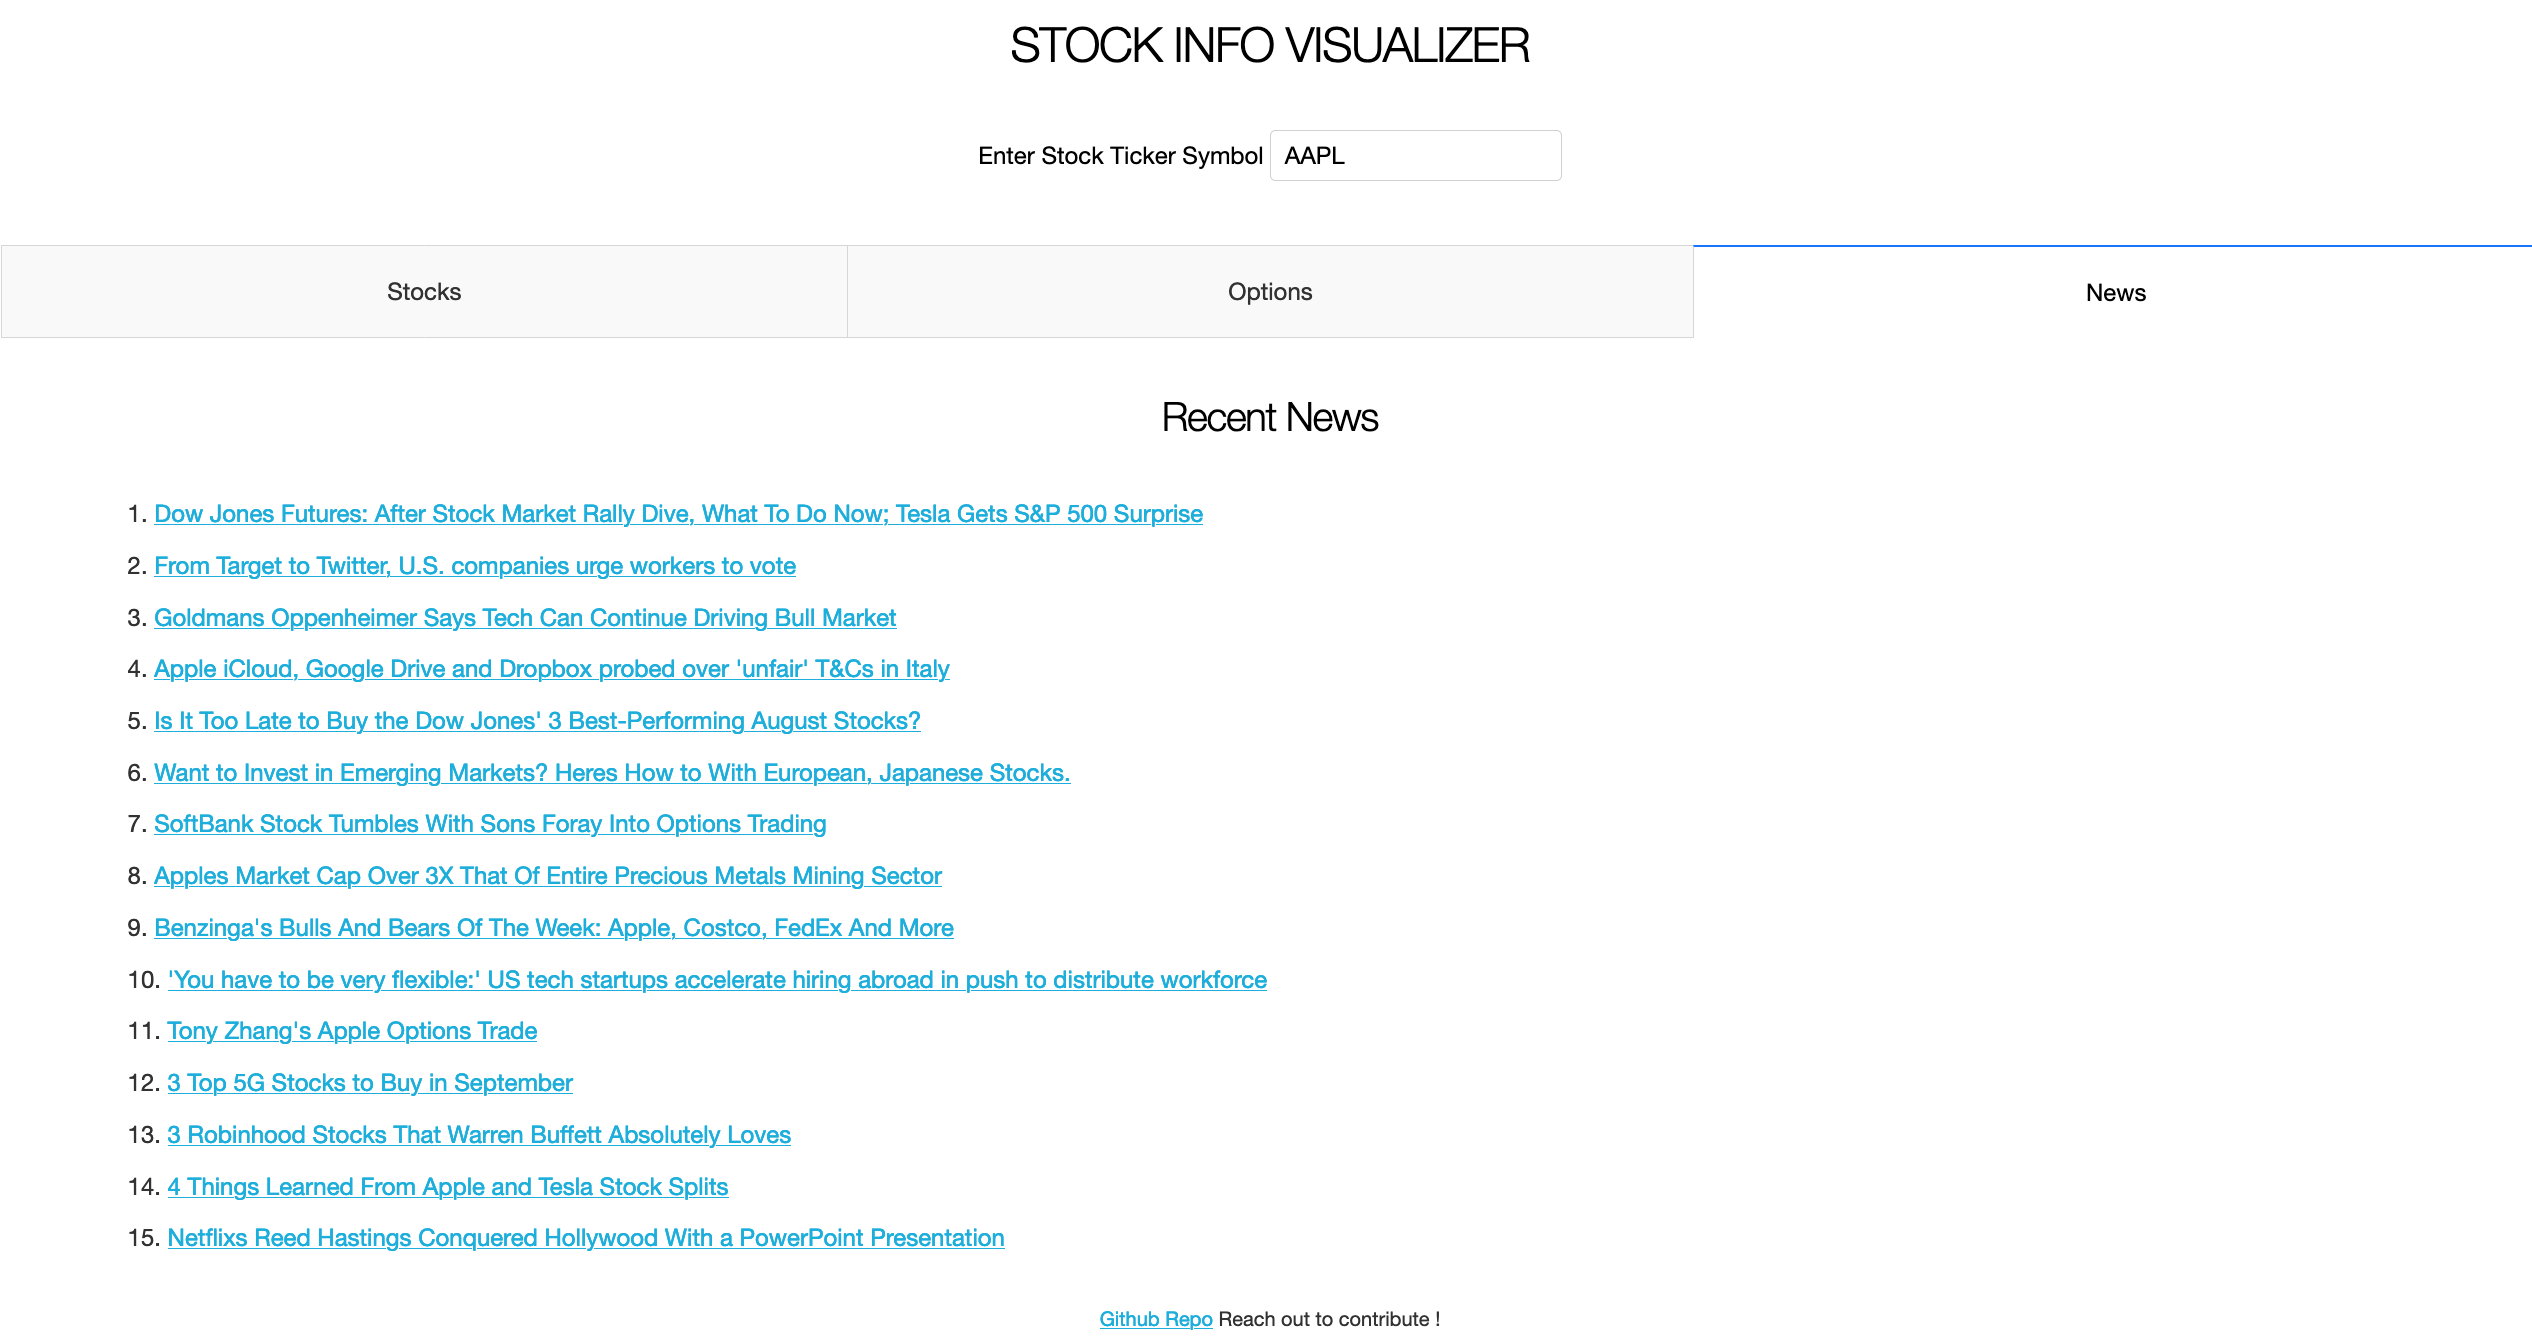 STOCK INFO VISUALIZER
Enter Stock Ticker Symbol AAPL
Stocks Options News
Recent News
1. Dow Jones Futures: After Stock Market Rally Dive, What To Do Now; Tesla Gets S&P 500 Surprise
2. From Target to Twitter, U.S. companies urge workers to vote
3. Goldmans Oppenheimer Says Tech Can Continue Driving Bull Market
4. Apple iCloud, Google Drive and Dropbox probed over 'unfair' T&Cs in Italy
5. Is It Too Late to Buy the Dow Jones' 3 Best-Performing August Stocks?
6. Want to Invest in Emerging Markets? Heres How to With European, Japanese Stocks.
7. SoftBank Stock Tumbles With Sons Foray Into Options Trading
8. Apples Market Cap Over 3X That Of Entire Precious Metals Mining Sector
9. Benzinga's Bulls And Bears Of The Week: Apple, Costco, FedEx And More
10. 'You have to be very flexible:' US tech startups accelerate hiring abroad in push to distribute workforce
11. Tony Zhang's Apple Options Trade
12. 3 Top 5G Stocks to Buy in September
13. 3 Robinhood Stocks That Warren Buffett Absolutely Loves
14. 4 Things Learned From Apple and Tesla Stock Splits
15. Netflixs Reed Hastings Conquered Hollywood With a PowerPoint Presentation
Github Repo Reach out to contribute !